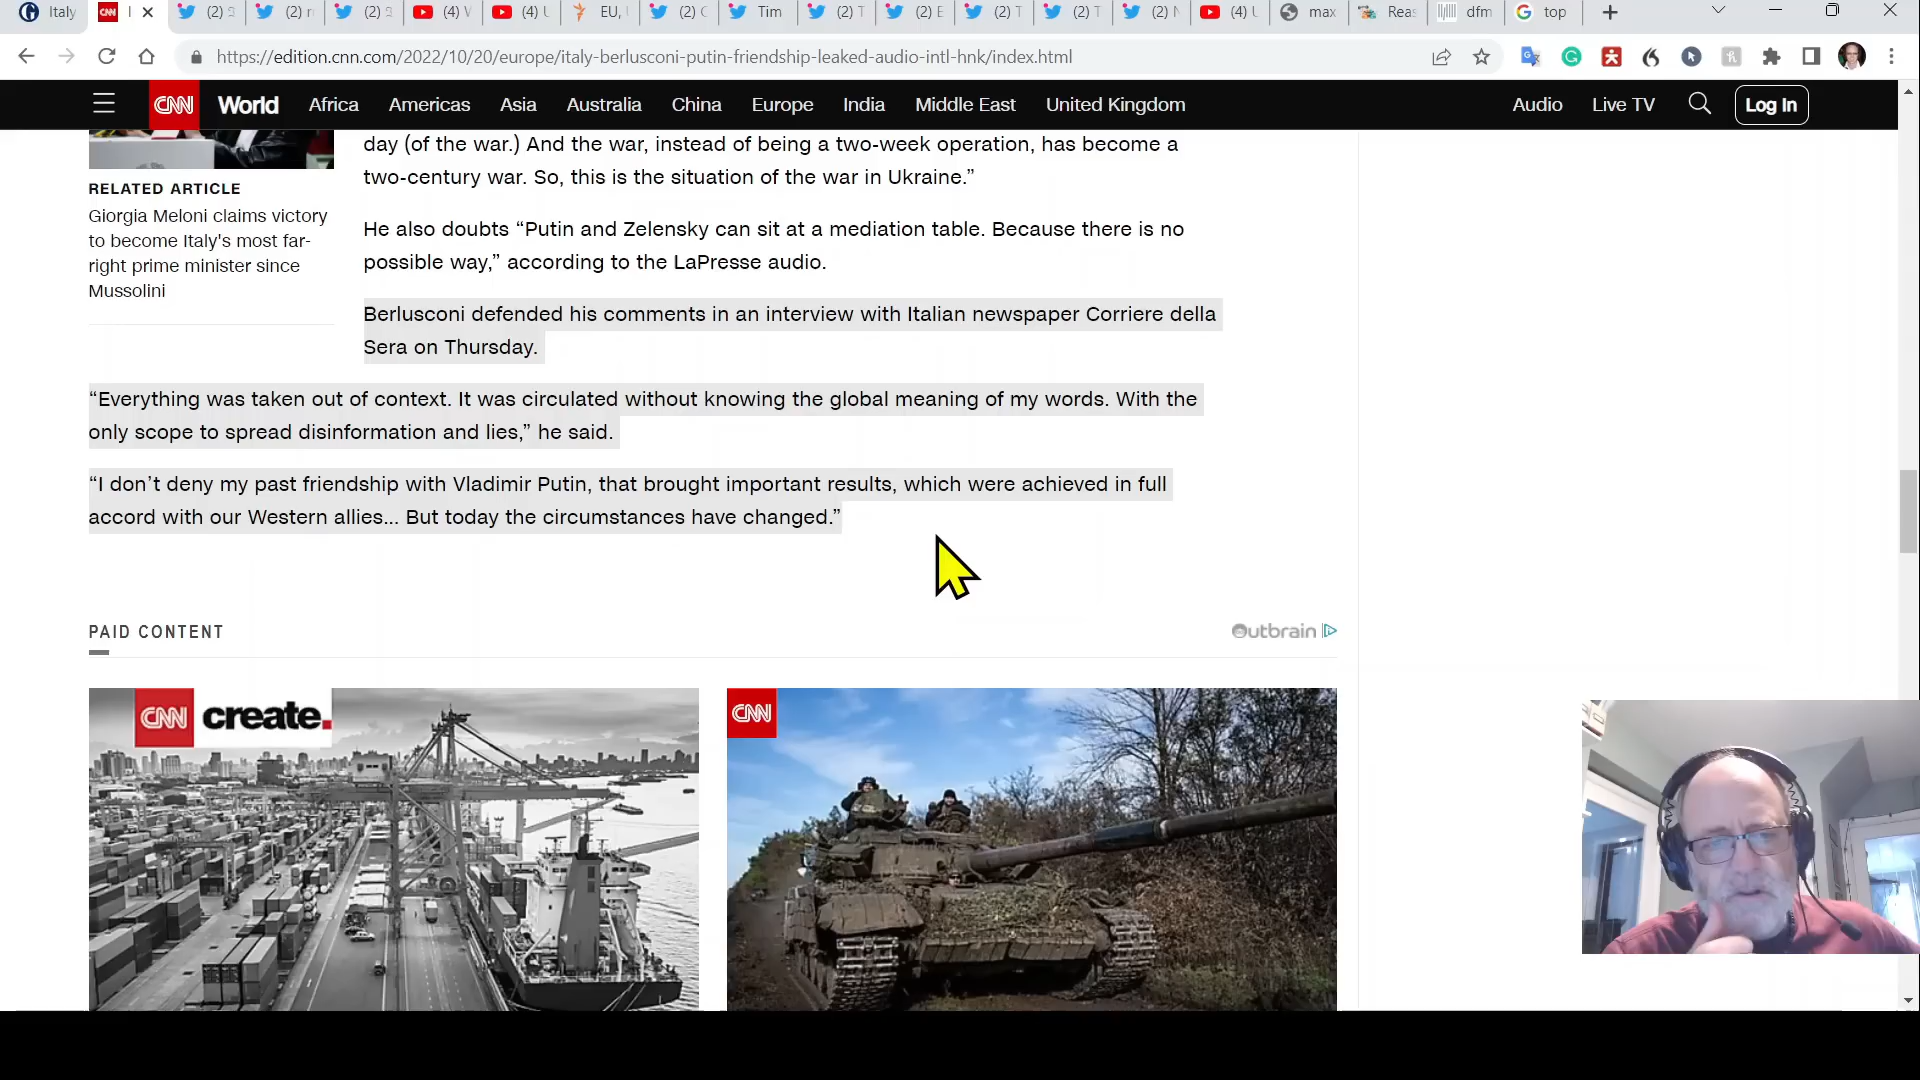 Italy
(2)
(2)
(2)
(4)
(4)
EU,
(2)
Tim
(2)
(2)
(2)
(2)
(2)
(4)
max
Reas
dfm
top
https://edition.cnn.com/2022/10/20/europe/italy-berlusconi-putin-friendship-leaked-audio-intl-hnk/index.html
CNN World Africa Americas Asia Australia China Europe India Middle East United Kingdom Audio Live TV Log In
day (of the war.) And the war, instead of being a two-week operation, has become a
two-century war. So, this is the situation of the war in Ukraine.”
RELATED ARTICLE
Giorgia Meloni claims victory
to become Italy's most far-
right prime minister since
Mussolini
He also doubts “Putin and Zelensky can sit at a mediation table. Because there is no
possible way,” according to the LaPresse audio.
Berlusconi defended his comments in an interview with Italian newspaper Corriere della
Sera on Thursday.
“Everything was taken out of context. It was circulated without knowing the global meaning of my words. With the
only scope to spread disinformation and lies,” he said.
“I don’t deny my past friendship with Vladimir Putin, that brought important results, which were achieved in full
accord with our Western allies... But today the circumstances have changed.”
PAID CONTENT
Outbrain
CNN create.
CNN